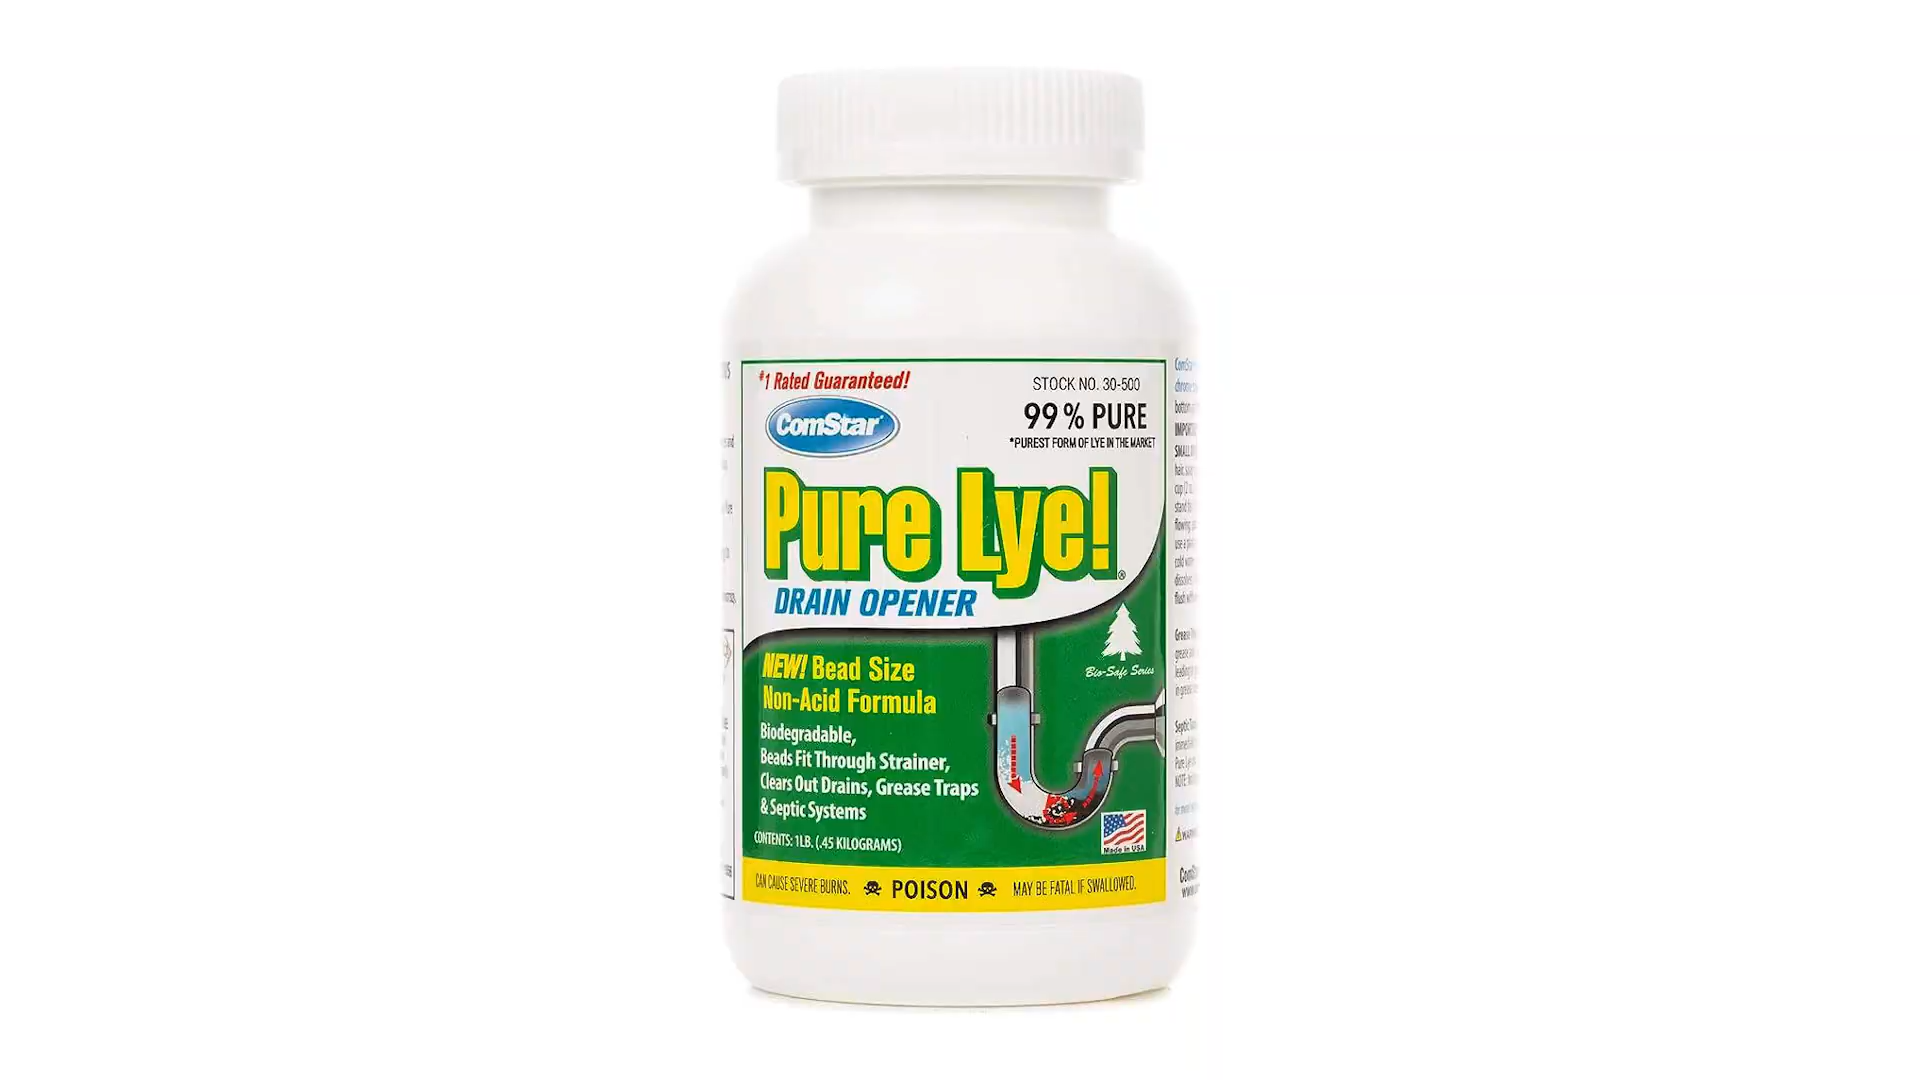 #1 Rated Guaranteed!
ComStar
STOCK NO. 30-500
99% PURE
*PUREST FORM OF LYE IN THE MARKET
Pure Lye!®
DRAIN OPENER
Bio-Safe Series
NEW! Bead Size
Non-Acid Formula
Biodegradable,
Beads Fit Through Strainer,
Clears Out Drains, Grease Traps
& Septic Systems
CONTENTS: 1LB. (.45 KILOGRAMS)
Made in USA
CAN CAUSE SEVERE BURNS. POISON MAY BE FATAL IF SWALLOWED.